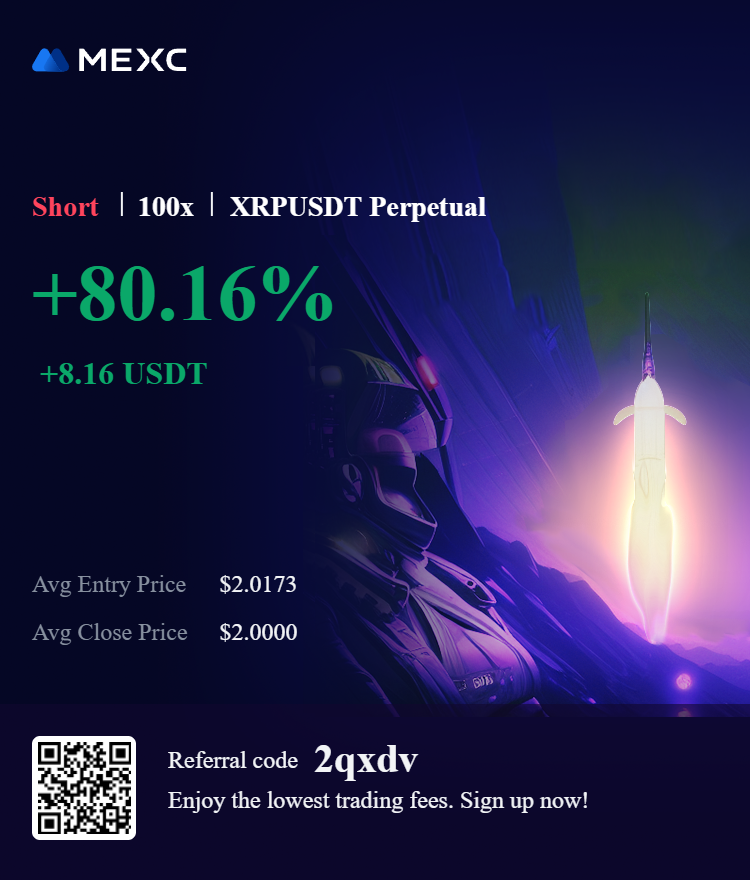 MEXC
Short | 100x | XRPUSDT Perpetual
+80.16%
+8.16 USDT
Avg Entry Price $2.0173
Avg Close Price $2.0000
Referral code 2qxdv
Enjoy the lowest trading fees. Sign up now!